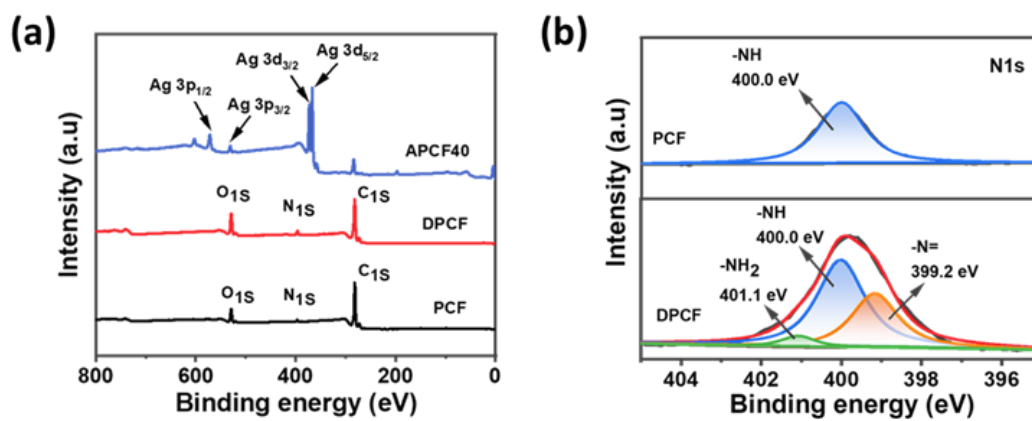 (a)
Ag 3p1/2
Ag 3p3/2
Ag 3d3/2
Ag 3d5/2
APCF40
O1S
N1S
C1S
DPCF
O1S
N1S
C1S
PCF
Intensity (a.u)
800
600
400
200
0
Binding energy (eV)
(b)
N1s
-NH
400.0 eV
PCF
-NH
400.0 eV
-N=
399.2 eV
-NH2
401.1 eV
DPCF
Intensity (a.u)
404
402
400
398
396
Binding energy (eV)